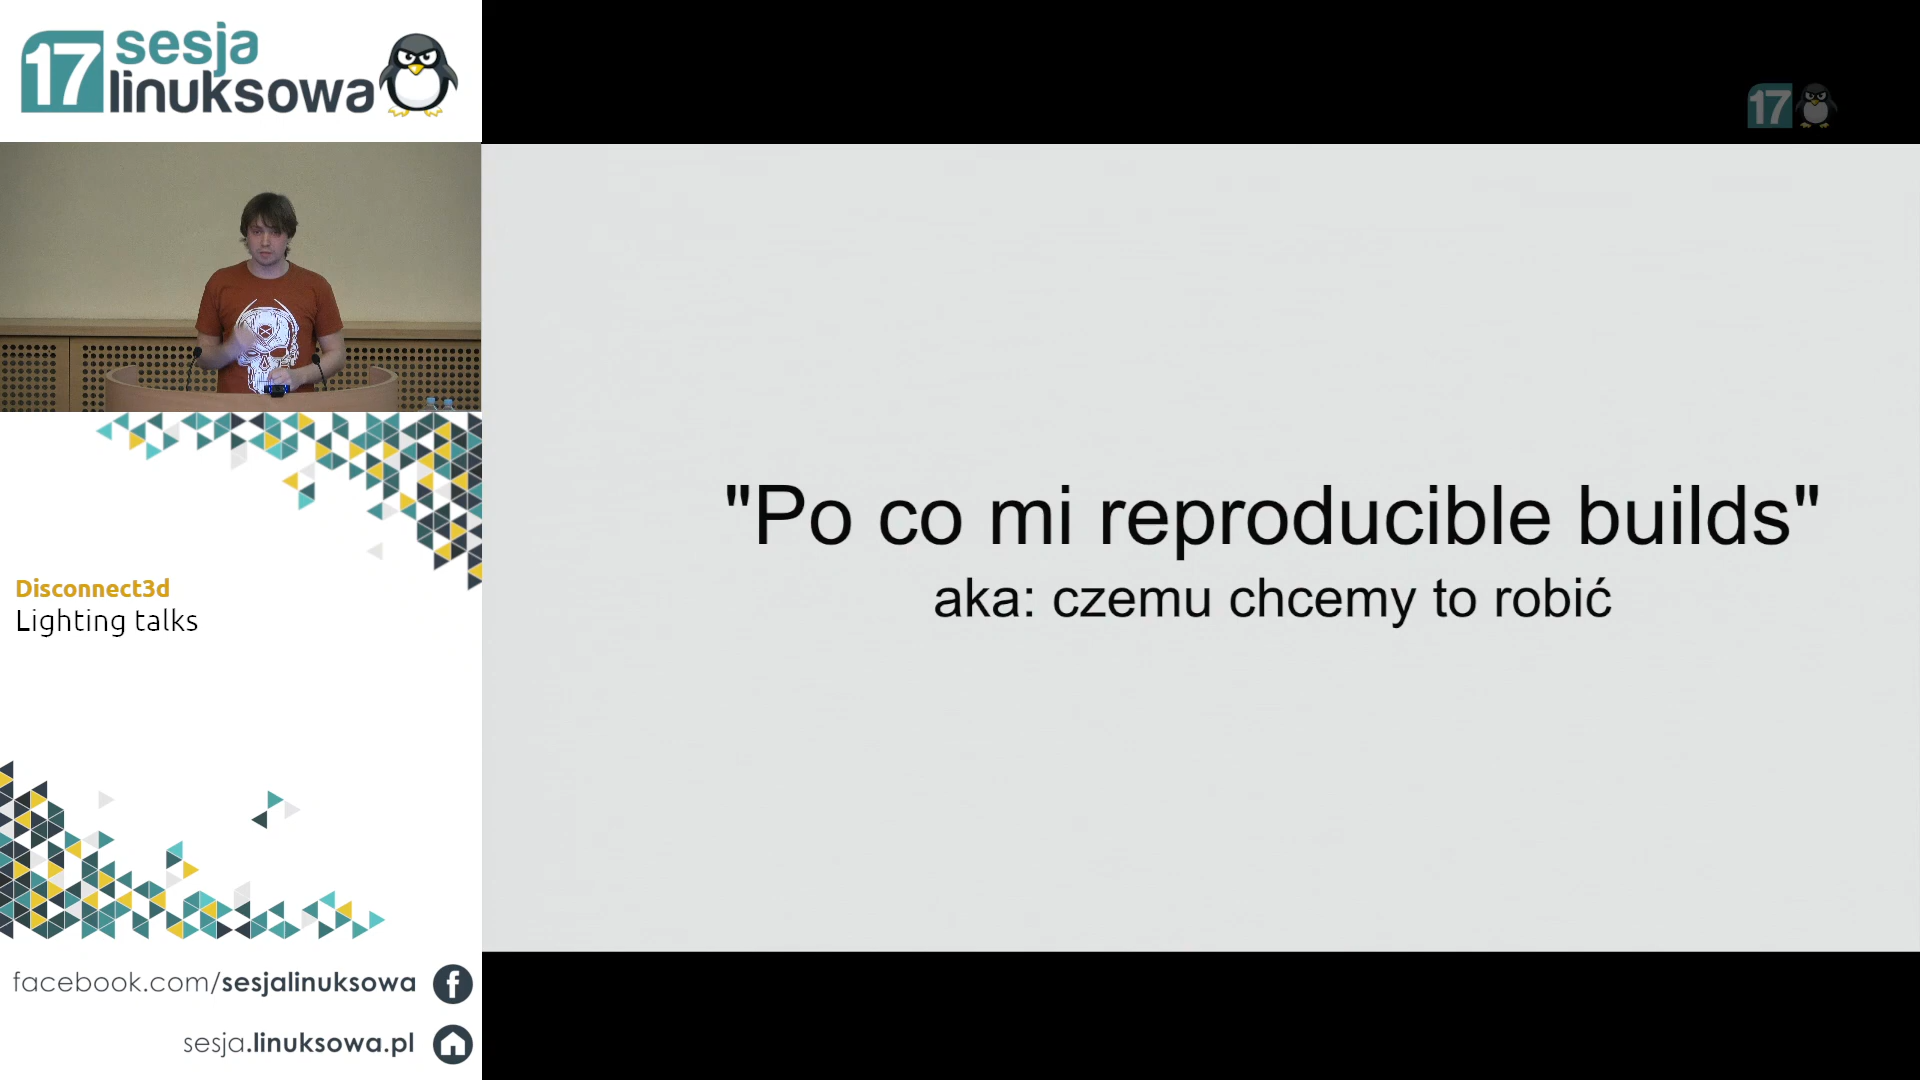 17 sesja
linuksowa
17
"Po co mi reproducible builds"
aka: czemu chcemy to robić
Disconnect3d
Lighting talks
facebook.com/sesjalinuksowa
sesja.linuksowa.pl